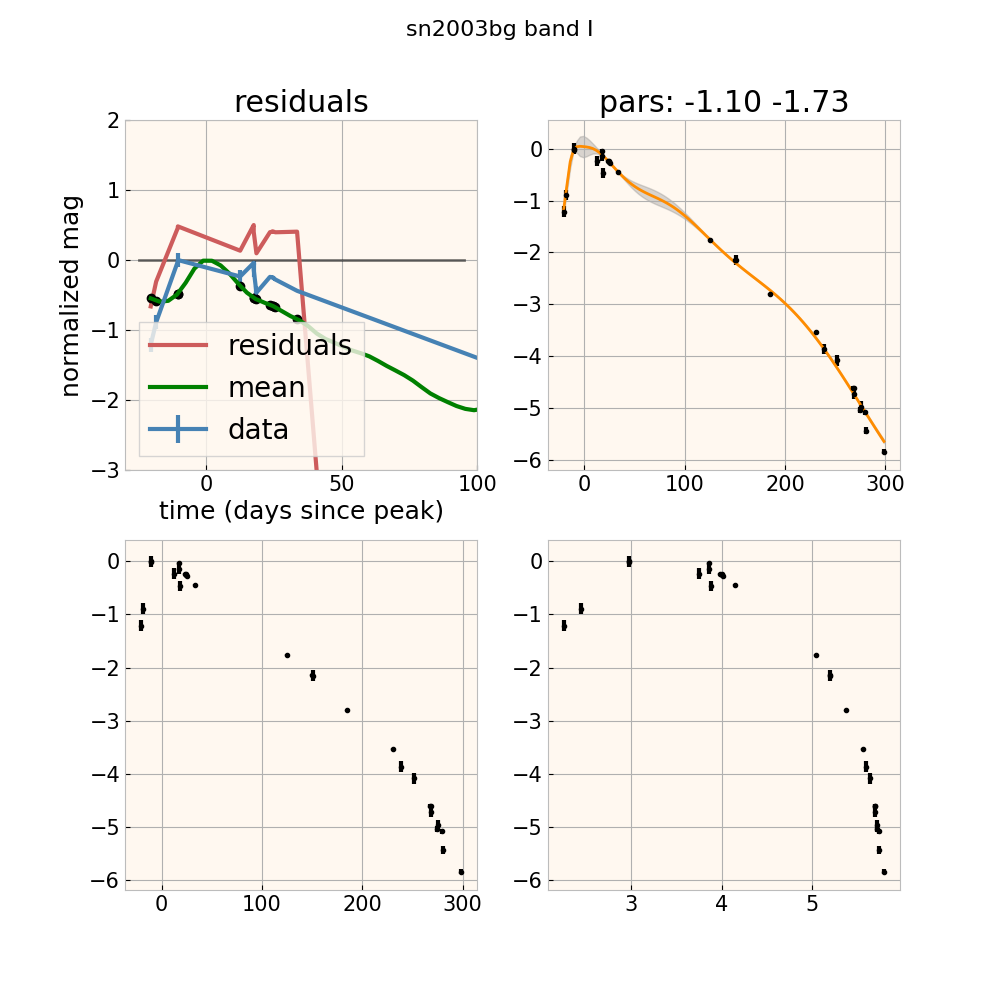 sn2003bg band I
residuals
pars: -1.10 -1.73
normalized mag
2
1
0
−1
−2
−3
residuals
mean
data
0 50 100
time (days since peak)
0
−1
−2
−3
−4
−5
−6
0 100 200 300
0
−1
−2
−3
−4
−5
−6
0 100 200 300
0
−1
−2
−3
−4
−5
−6
3 4 5